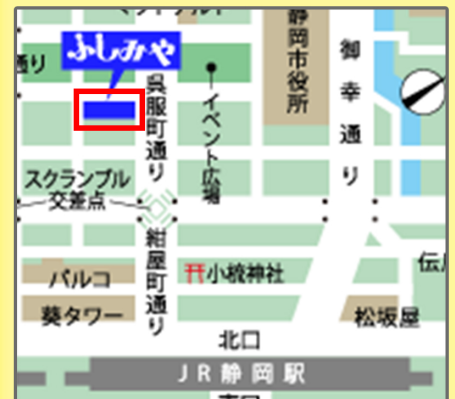 ふしみや
通り
呉服町通り
イベント広場
静岡市役所
御幸通り
スクランブル
交差点
紺屋町通り
小梳神社
パルコ
葵タワー
松坂屋
北口
JR静岡駅